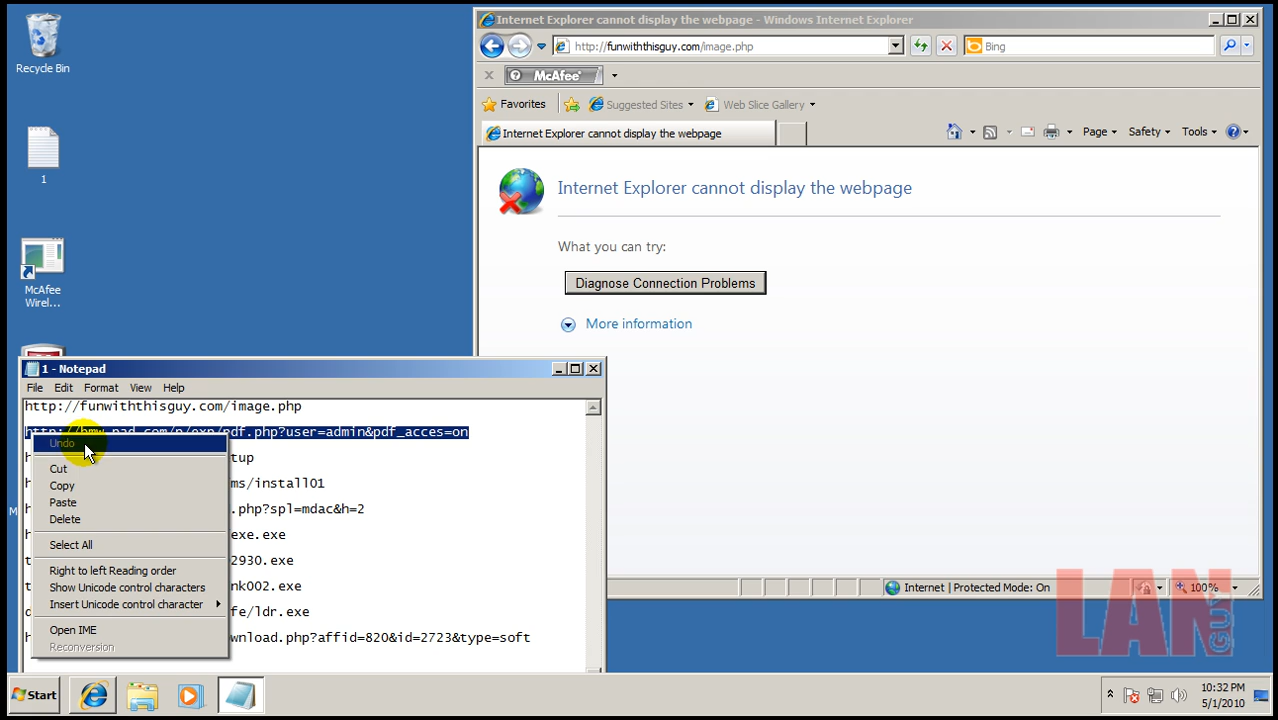 Recycle Bin
1
McAfee
Wirel...
M
Internet Explorer cannot display the webpage - Windows Internet Explorer
http://funwiththisguy.com/image.php
Bing
McAfee
Favorites
Suggested Sites
Web Slice Gallery
Internet Explorer cannot display the webpage
Page
Safety
Tools
Internet Explorer cannot display the webpage
What you can try:
Diagnose Connection Problems
More information
Internet | Protected Mode: On
100%
1 - Notepad
File Edit Format View Help
http://funwiththisguy.com/image.php
pdf.php?user=admin&pdf_acces=on
tup
ms/install01
.php?spl=mdac&h=2
exe.exe
2930.exe
nk002.exe
fe/ldr.exe
wnload.php?affid=820&id=2723&type=soft
Undo
Cut
Copy
Paste
Delete
Select All
Right to left Reading order
Show Unicode control characters
Insert Unicode control character
Open IME
Reconversion
LAN GUY
Start
10:32 PM
5/1/2010